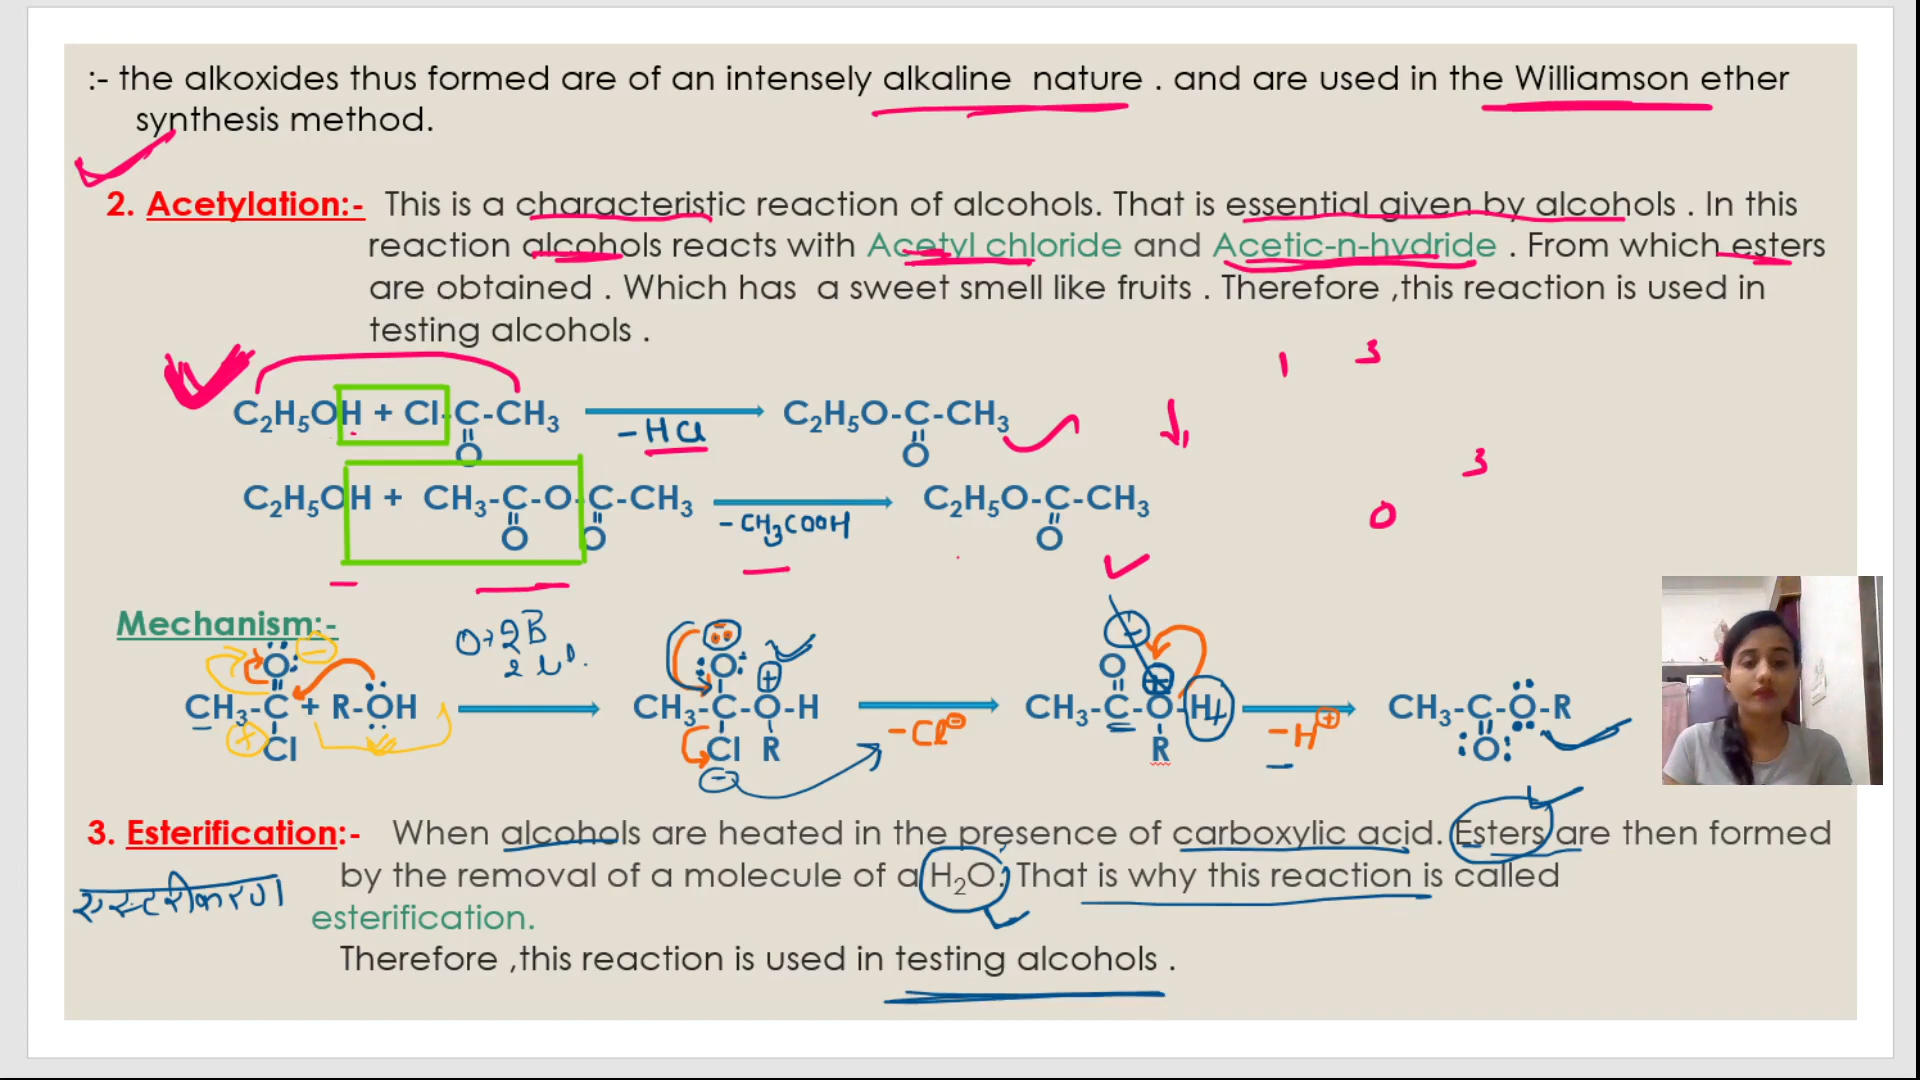 :- the alkoxides thus formed are of an intensely alkaline nature . and are used in the Williamson ether
synthesis method.
2. Acetylation:- This is a characteristic reaction of alcohols. That is essential given by alcohols . In this
reaction alcohols reacts with Acetyl chloride and Acetic-n-hydride . From which esters
are obtained . Which has a sweet smell like fruits . Therefore ,this reaction is used in
testing alcohols .
1 3
C₂H₅OH + Cl-C-CH₃ C₂H₅O-C-CH₃
-HCl
O O
3
C₂H₅OH + CH₃-C-O-C-CH₃ C₂H₅O-C-CH₃
0
-CH₃COOH
O O O
Mechanism:-
O O O
CH₃-C + R-OH CH₃-C-O-H CH₃-C-O-H CH₃-C-O-R
-Cl⊖ -H⊕
Cl Cl R R O
3. Esterification:- When alcohols are heated in the presence of carboxylic acid. Esters are then formed
by the removal of a molecule of a H₂O. That is why this reaction is called
एस्टरीकरण
esterification.
Therefore ,this reaction is used in testing alcohols .